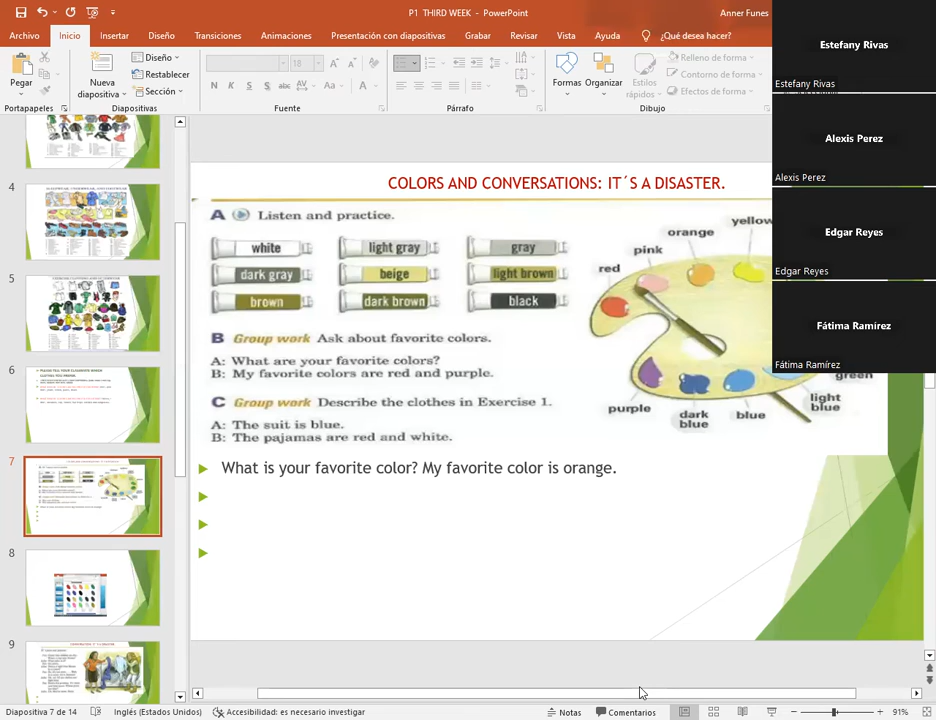 P1 THIRD WEEK - PowerPoint
Anner Funes
Archivo Inicio Insertar Diseño Transiciones Animaciones Presentación con diapositivas Grabar Revisar Vista Ayuda ¿Qué desea hacer?
Pegar
Nueva diapositiva
Diseño
Restablecer
Sección
18
N K S S abc AV Aa A
Formas
Organizar
Estilos rápidos
Relleno de forma
Contorno de forma
Efectos de forma
Portapapeles Diapositivas Fuente Párrafo Dibujo
Estefany Rivas
Estefany Rivas
Alexis Perez
Alexis Perez
Edgar Reyes
Edgar Reyes
Fátima Ramírez
Fátima Ramírez
4
5
6
7
8
9
COLORS AND CONVERSATIONS: IT´S A DISASTER.
A Listen and practice.
white light gray gray
dark gray beige light brown
brown dark brown black
yellow
orange
pink
red
purple
dark blue
blue
light blue
green
B Group work Ask about favorite colors.
A: What are your favorite colors?
B: My favorite colors are red and purple.
C Group work Describe the clothes in Exercise 1.
A: The suit is blue.
B: The pajamas are red and white.
What is your favorite color? My favorite color is orange.
Diapositiva 7 de 14 Inglés (Estados Unidos) Accesibilidad: es necesario investigar Notas Comentarios 91%